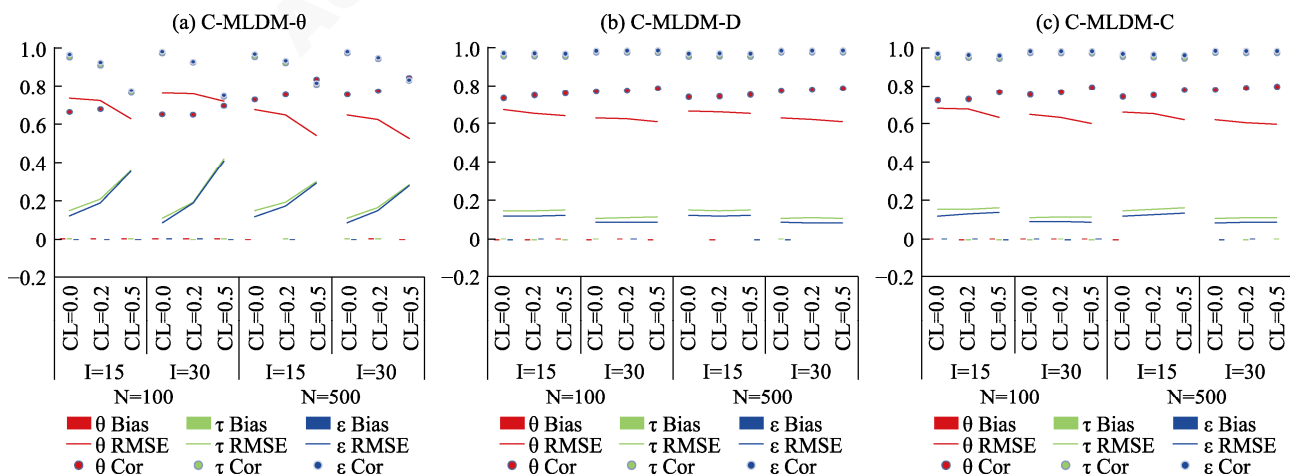 (a) C-MLDM-θ
(b) C-MLDM-D
(c) C-MLDM-C
1.0
0.8
0.6
0.4
0.2
0
−0.2
CL=0.0 CL=0.2 CL=0.5 CL=0.0 CL=0.2 CL=0.5 CL=0.0 CL=0.2 CL=0.5 CL=0.0 CL=0.2 CL=0.5
I=15 I=30 I=15 I=30
N=100 N=500
θ Bias τ Bias ε Bias
θ RMSE τ RMSE ε RMSE
θ Cor τ Cor ε Cor
1.0
0.8
0.6
0.4
0.2
0
−0.2
CL=0.0 CL=0.2 CL=0.5 CL=0.0 CL=0.2 CL=0.5 CL=0.0 CL=0.2 CL=0.5 CL=0.0 CL=0.2 CL=0.5
I=15 I=30 I=15 I=30
N=100 N=500
θ Bias τ Bias ε Bias
θ RMSE τ RMSE ε RMSE
θ Cor τ Cor ε Cor
1.0
0.8
0.6
0.4
0.2
0
−0.2
CL=0.0 CL=0.2 CL=0.5 CL=0.0 CL=0.2 CL=0.5 CL=0.0 CL=0.2 CL=0.5 CL=0.0 CL=0.2 CL=0.5
I=15 I=30 I=15 I=30
N=100 N=500
θ Bias τ Bias ε Bias
θ RMSE τ RMSE ε RMSE
θ Cor τ Cor ε Cor